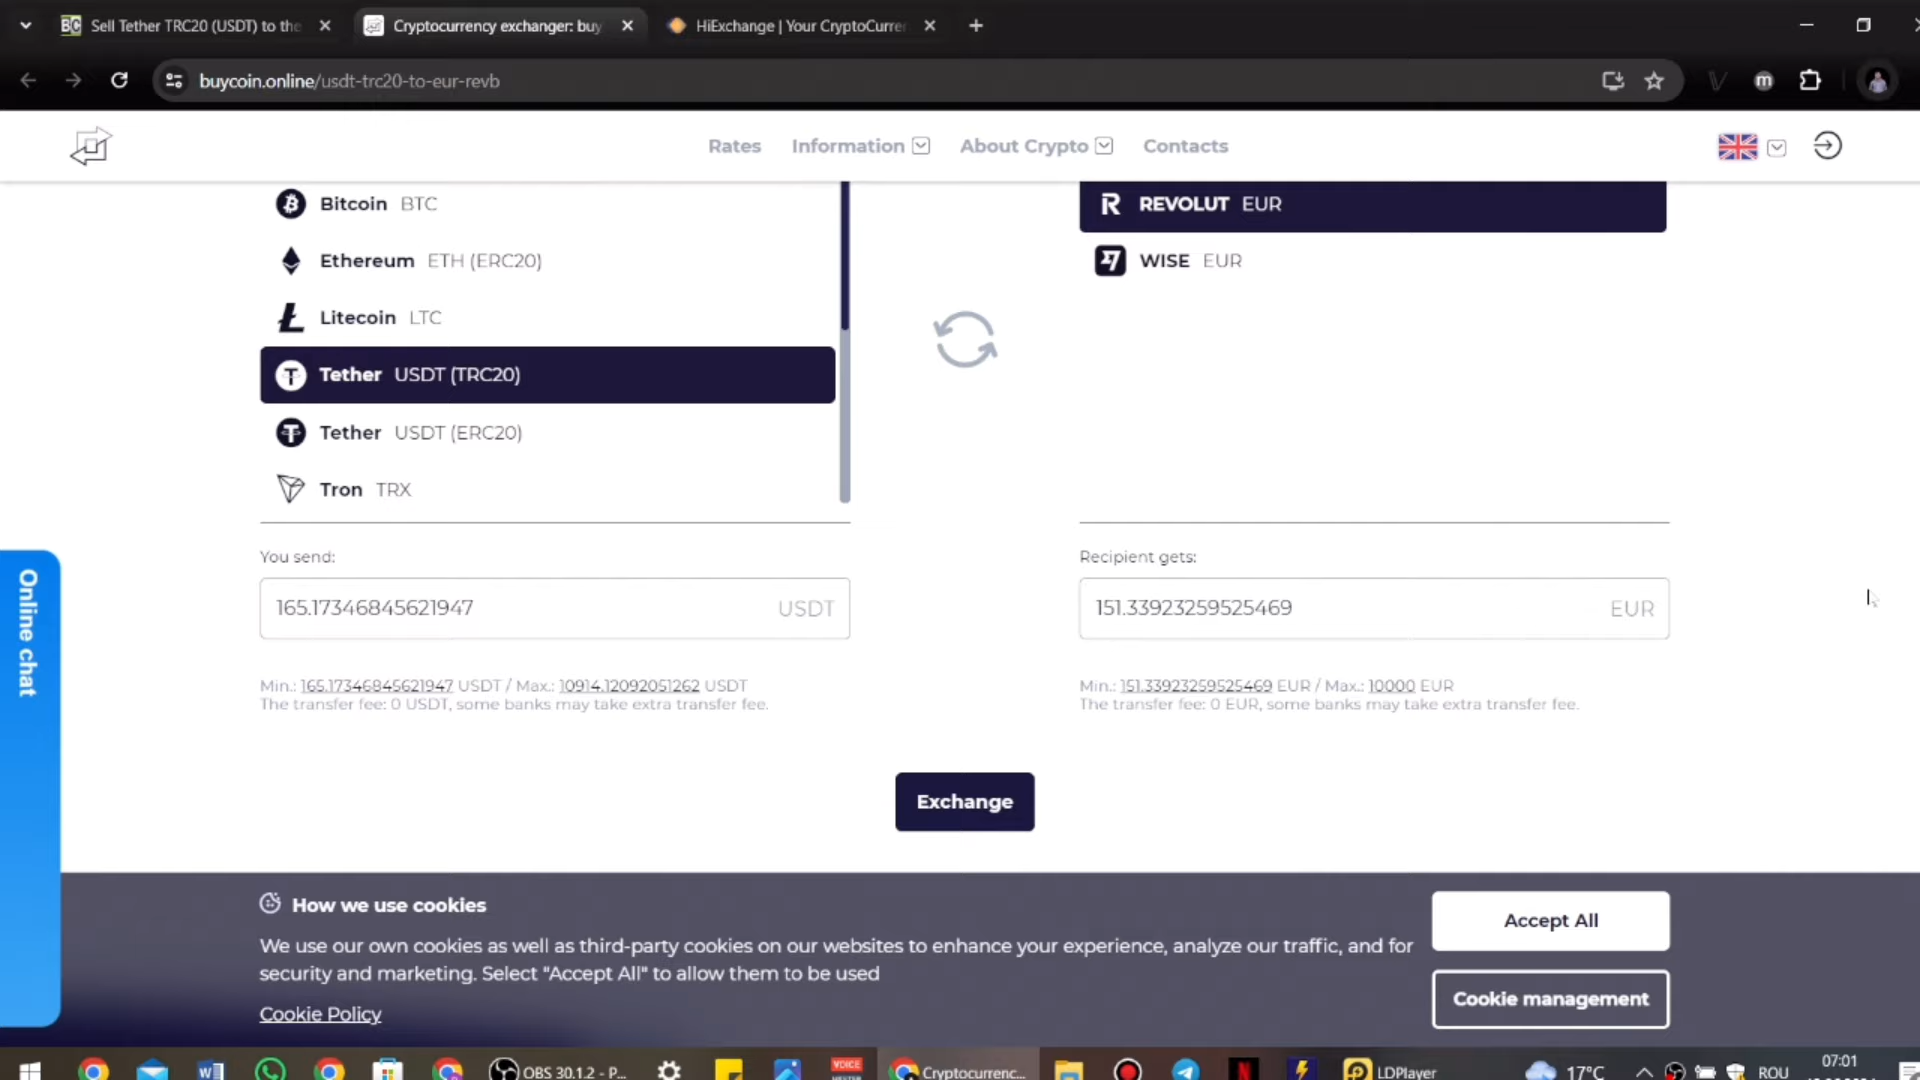 Sell Tether TRC20 (USDT) to the
Cryptocurrency exchanger: buy
HiExchange | Your CryptoCurre
buycoin.online/usdt-trc20-to-eur-revb
Rates
Information
About Crypto
Contacts
Bitcoin BTC
Ethereum ETH (ERC20)
Litecoin LTC
Tether USDT (TRC20)
Tether USDT (ERC20)
Tron TRX
REVOLUT EUR
WISE EUR
You send:
165.17346845621947 USDT
Min.: 165.17346845621947 USDT / Max.: 10914.12092051262 USDT
The transfer fee: 0 USDT, some banks may take extra transfer fee.
Recipient gets:
151.33923259525469 EUR
Min.: 151.33923259525469 EUR / Max.: 10000 EUR
The transfer fee: 0 EUR, some banks may take extra transfer fee.
Exchange
Online chat
How we use cookies
We use our own cookies as well as third-party cookies on our websites to enhance your experience, analyze our traffic, and for
security and marketing. Select "Accept All" to allow them to be used
Cookie Policy
Accept All
Cookie management
OBS 30.1.2 - P...
VOICE
Cryptocurrenc...
LDPlayer
17°C
ROU
07:01